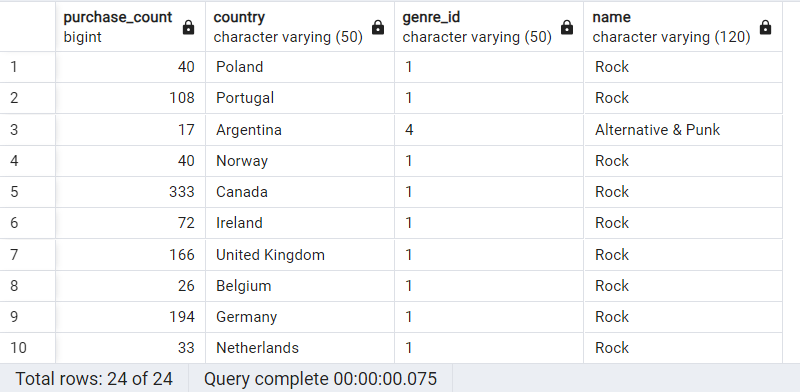 purchase_count country genre_id name
bigint character varying (50) character varying (50) character varying (120)
1 40 Poland 1 Rock
2 108 Portugal 1 Rock
3 17 Argentina 4 Alternative & Punk
4 40 Norway 1 Rock
5 333 Canada 1 Rock
6 72 Ireland 1 Rock
7 166 United Kingdom 1 Rock
8 26 Belgium 1 Rock
9 194 Germany 1 Rock
10 33 Netherlands 1 Rock
Total rows: 24 of 24 Query complete 00:00:00.075